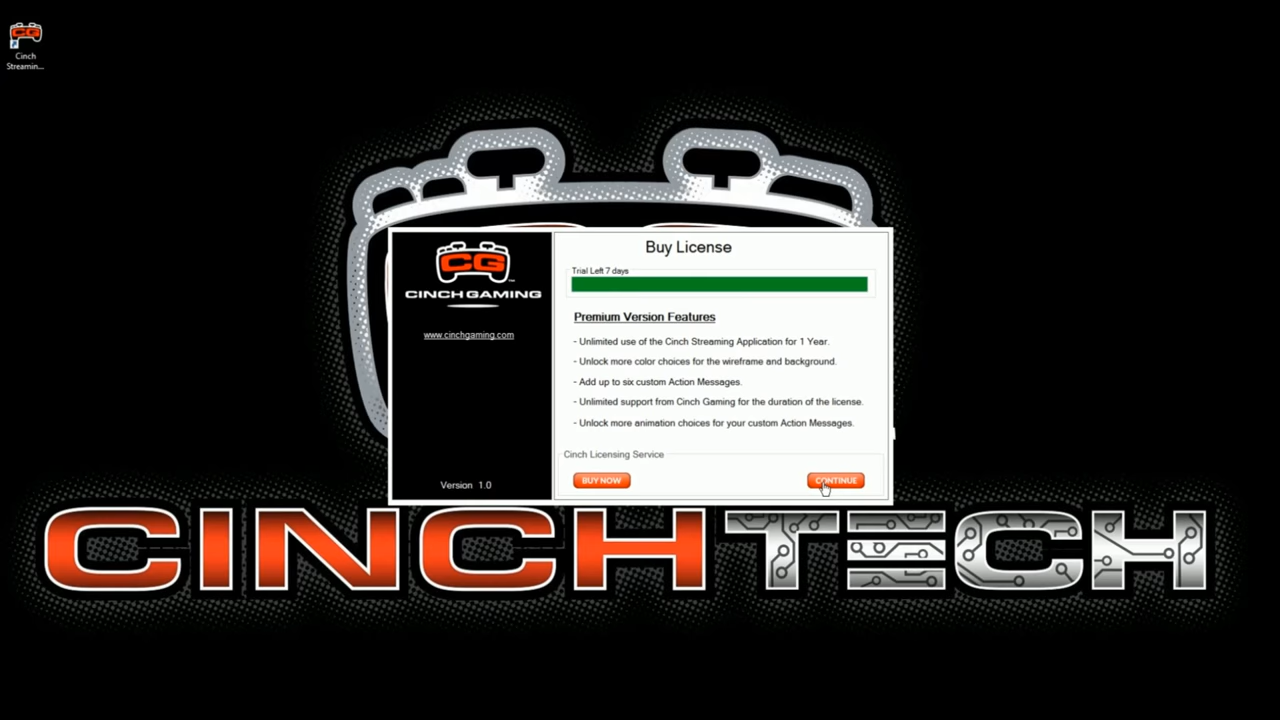 CG
Cinch
Streamin...
CG
CINCHGAMING
www.cinchgaming.com
Version 1.0
Buy License
Trial Left 7 days
Premium Version Features
- Unlimited use of the Cinch Streaming Application for 1 Year.
- Unlock more color choices for the wireframe and background.
- Add up to six custom Action Messages.
- Unlimited support from Cinch Gaming for the duration of the license.
- Unlock more animation choices for your custom Action Messages.
Cinch Licensing Service
BUY NOW
CONTINUE
CINCHTECH